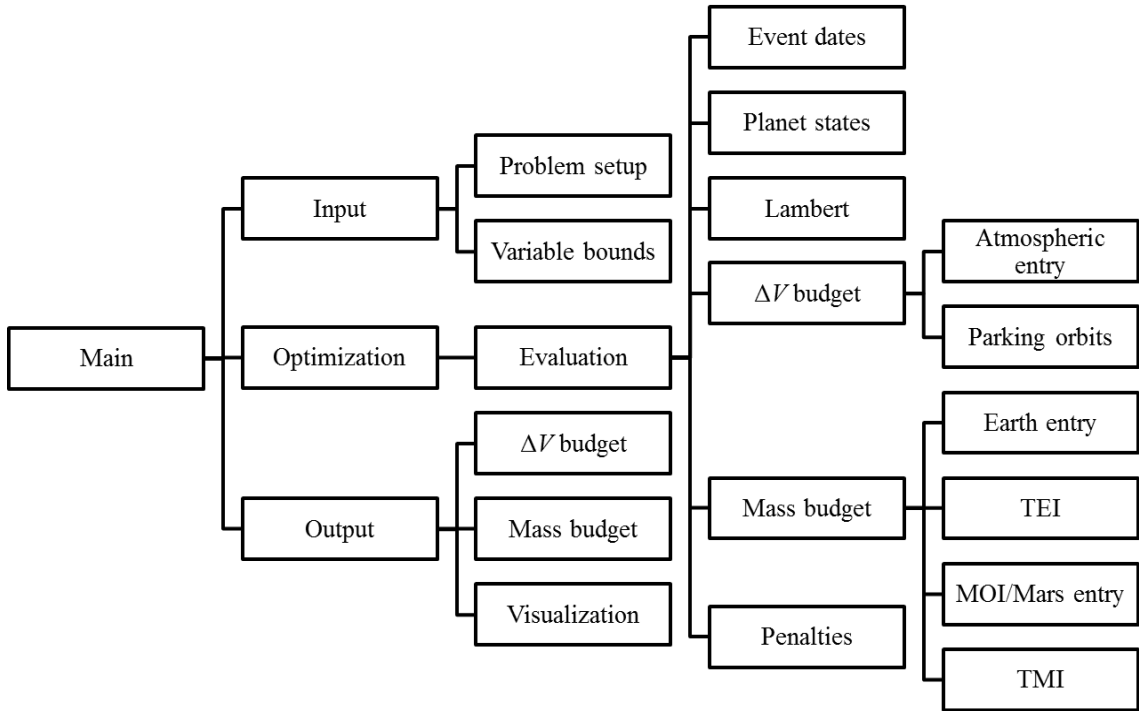 Main
Input
Problem setup
Variable bounds
Optimization
Evaluation
Event dates
Planet states
Lambert
ΔV budget
Atmospheric
entry
Parking orbits
Mass budget
Earth entry
TEI
MOI/Mars entry
TMI
Penalties
Output
ΔV budget
Mass budget
Visualization